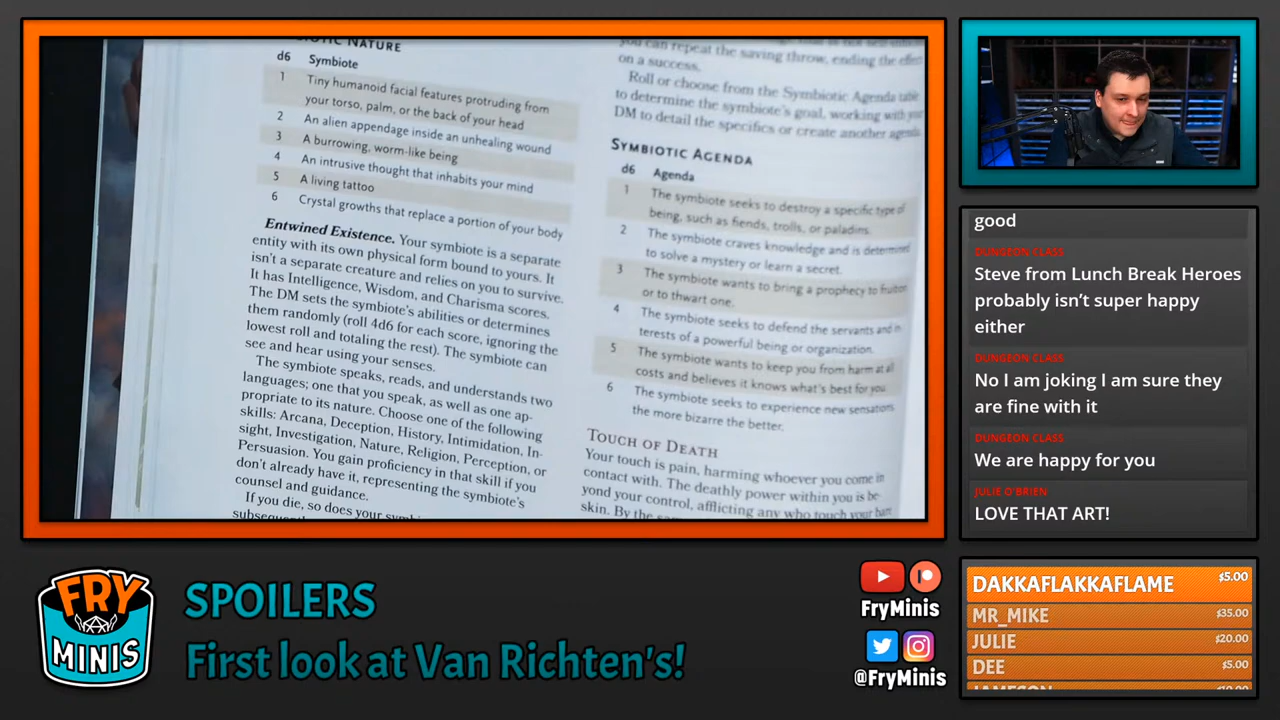 BIOTIC NATURE
d6 Symbiote
1 Tiny humanoid facial features protruding from
your torso, palm, or the back of your head
2 An alien appendage inside an unhealing wound
3 A burrowing, worm-like being
4 An intrusive thought that inhabits your mind
5 A living tattoo
6 Crystal growths that replace a portion of your body
Entwined Existence. Your symbiote is a separate
entity with its own physical form bound to yours. It
isn't a separate creature and relies on you to survive.
It has Intelligence, Wisdom, and Charisma scores.
The DM sets the symbiote's abilities or determines
them randomly (roll 4d6 for each score, ignoring the
lowest roll and totaling the rest). The symbiote can
see and hear using your senses.
The symbiote speaks, reads, and understands two
languages; one that you speak, as well as one ap-
propriate to its nature. Choose one of the following
skills: Arcana, Deception, History, Intimidation, In-
sight, Investigation, Nature, Religion, Perception, or
Persuasion. You gain proficiency in that skill if you
don't already have it, representing the symbiote's
counsel and guidance.
If you die, so does your
you can repeat the saving throw, ending the effect
on a success.
Roll or choose from the Symbiotic Agenda table
to determine the symbiote's goal, working with your
DM to detail the specifics or create another agenda
SYMBIOTIC AGENDA
d6 Agenda
1 The symbiote seeks to destroy a specific type of
being, such as fiends, trolls, or paladins.
2 The symbiote craves knowledge and is determined
to solve a mystery or learn a secret.
3 The symbiote wants to bring a prophecy to fruition
or to thwart one.
4 The symbiote seeks to defend the servants and in
terests of a powerful being or organization.
5 The symbiote wants to keep you from harm at all
costs and believes it knows what's best for you.
6 The symbiote seeks to experience new sensations
the more bizarre the better.
TOUCH OF DEATH
Your touch is pain, harming whoever you come in
contact with. The deathly power within you is be
yond your control, afflicting any who touch your bare
skin. By the
good
DUNGEON CLASS
Steve from Lunch Break Heroes
probably isn't super happy
either
DUNGEON CLASS
No I am joking I am sure they
are fine with it
DUNGEON CLASS
We are happy for you
JULIE O'BRIEN
LOVE THAT ART!
FRY
MINIS
SPOILERS
First look at Van Richten's!
FryMinis
@FryMinis
DAKKAFLAKKAFLAME $5.00
MR_MIKE $35.00
JULIE $20.00
DEE $5.00
JAMESON $10.00